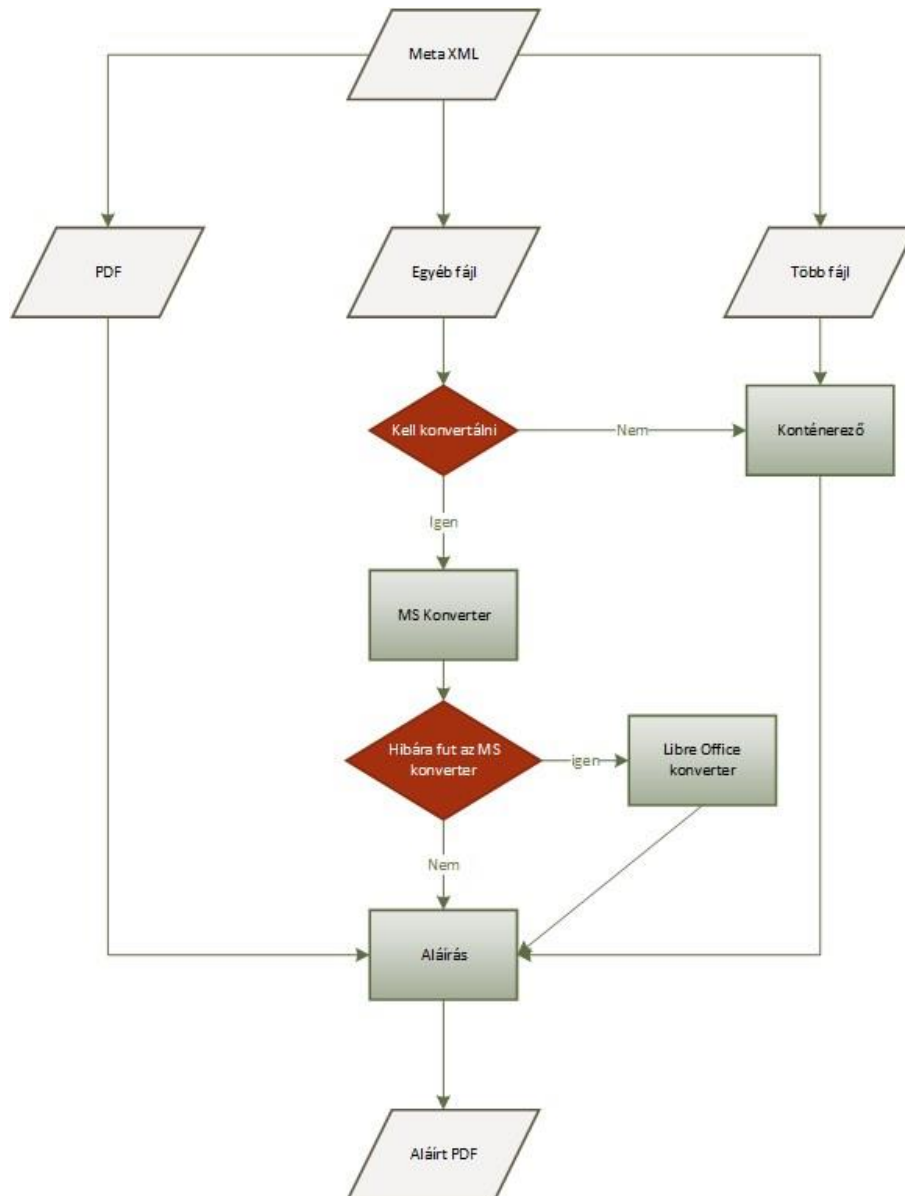 Meta XML
PDF
Egyéb fájl
Több fájl
Kell konvertálni
Nem
Konténerező
Igen
MS Konverter
Hibára fut az MS
konverter
igen
Libre Office
konverter
Nem
Aláírás
Aláírt PDF